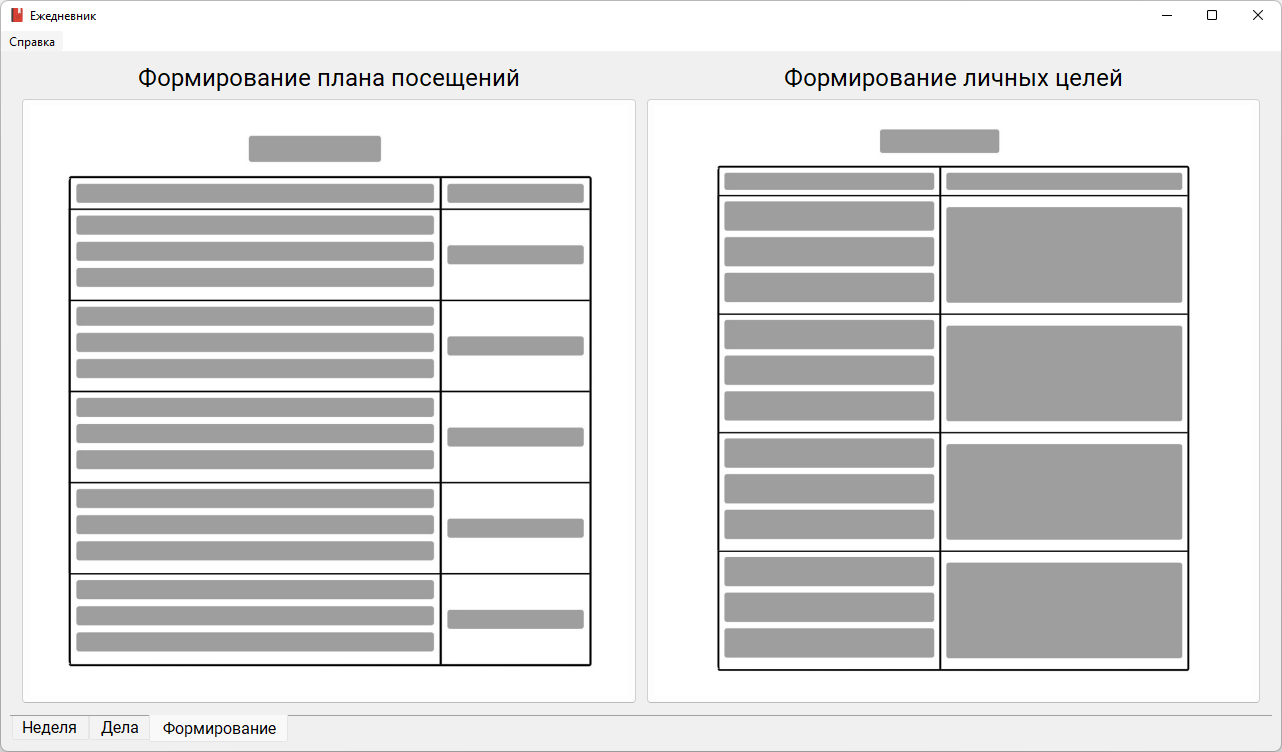 Ежедневник
Справка
Формирование плана посещений
Формирование личных целей
Неделя
Дела
Формирование